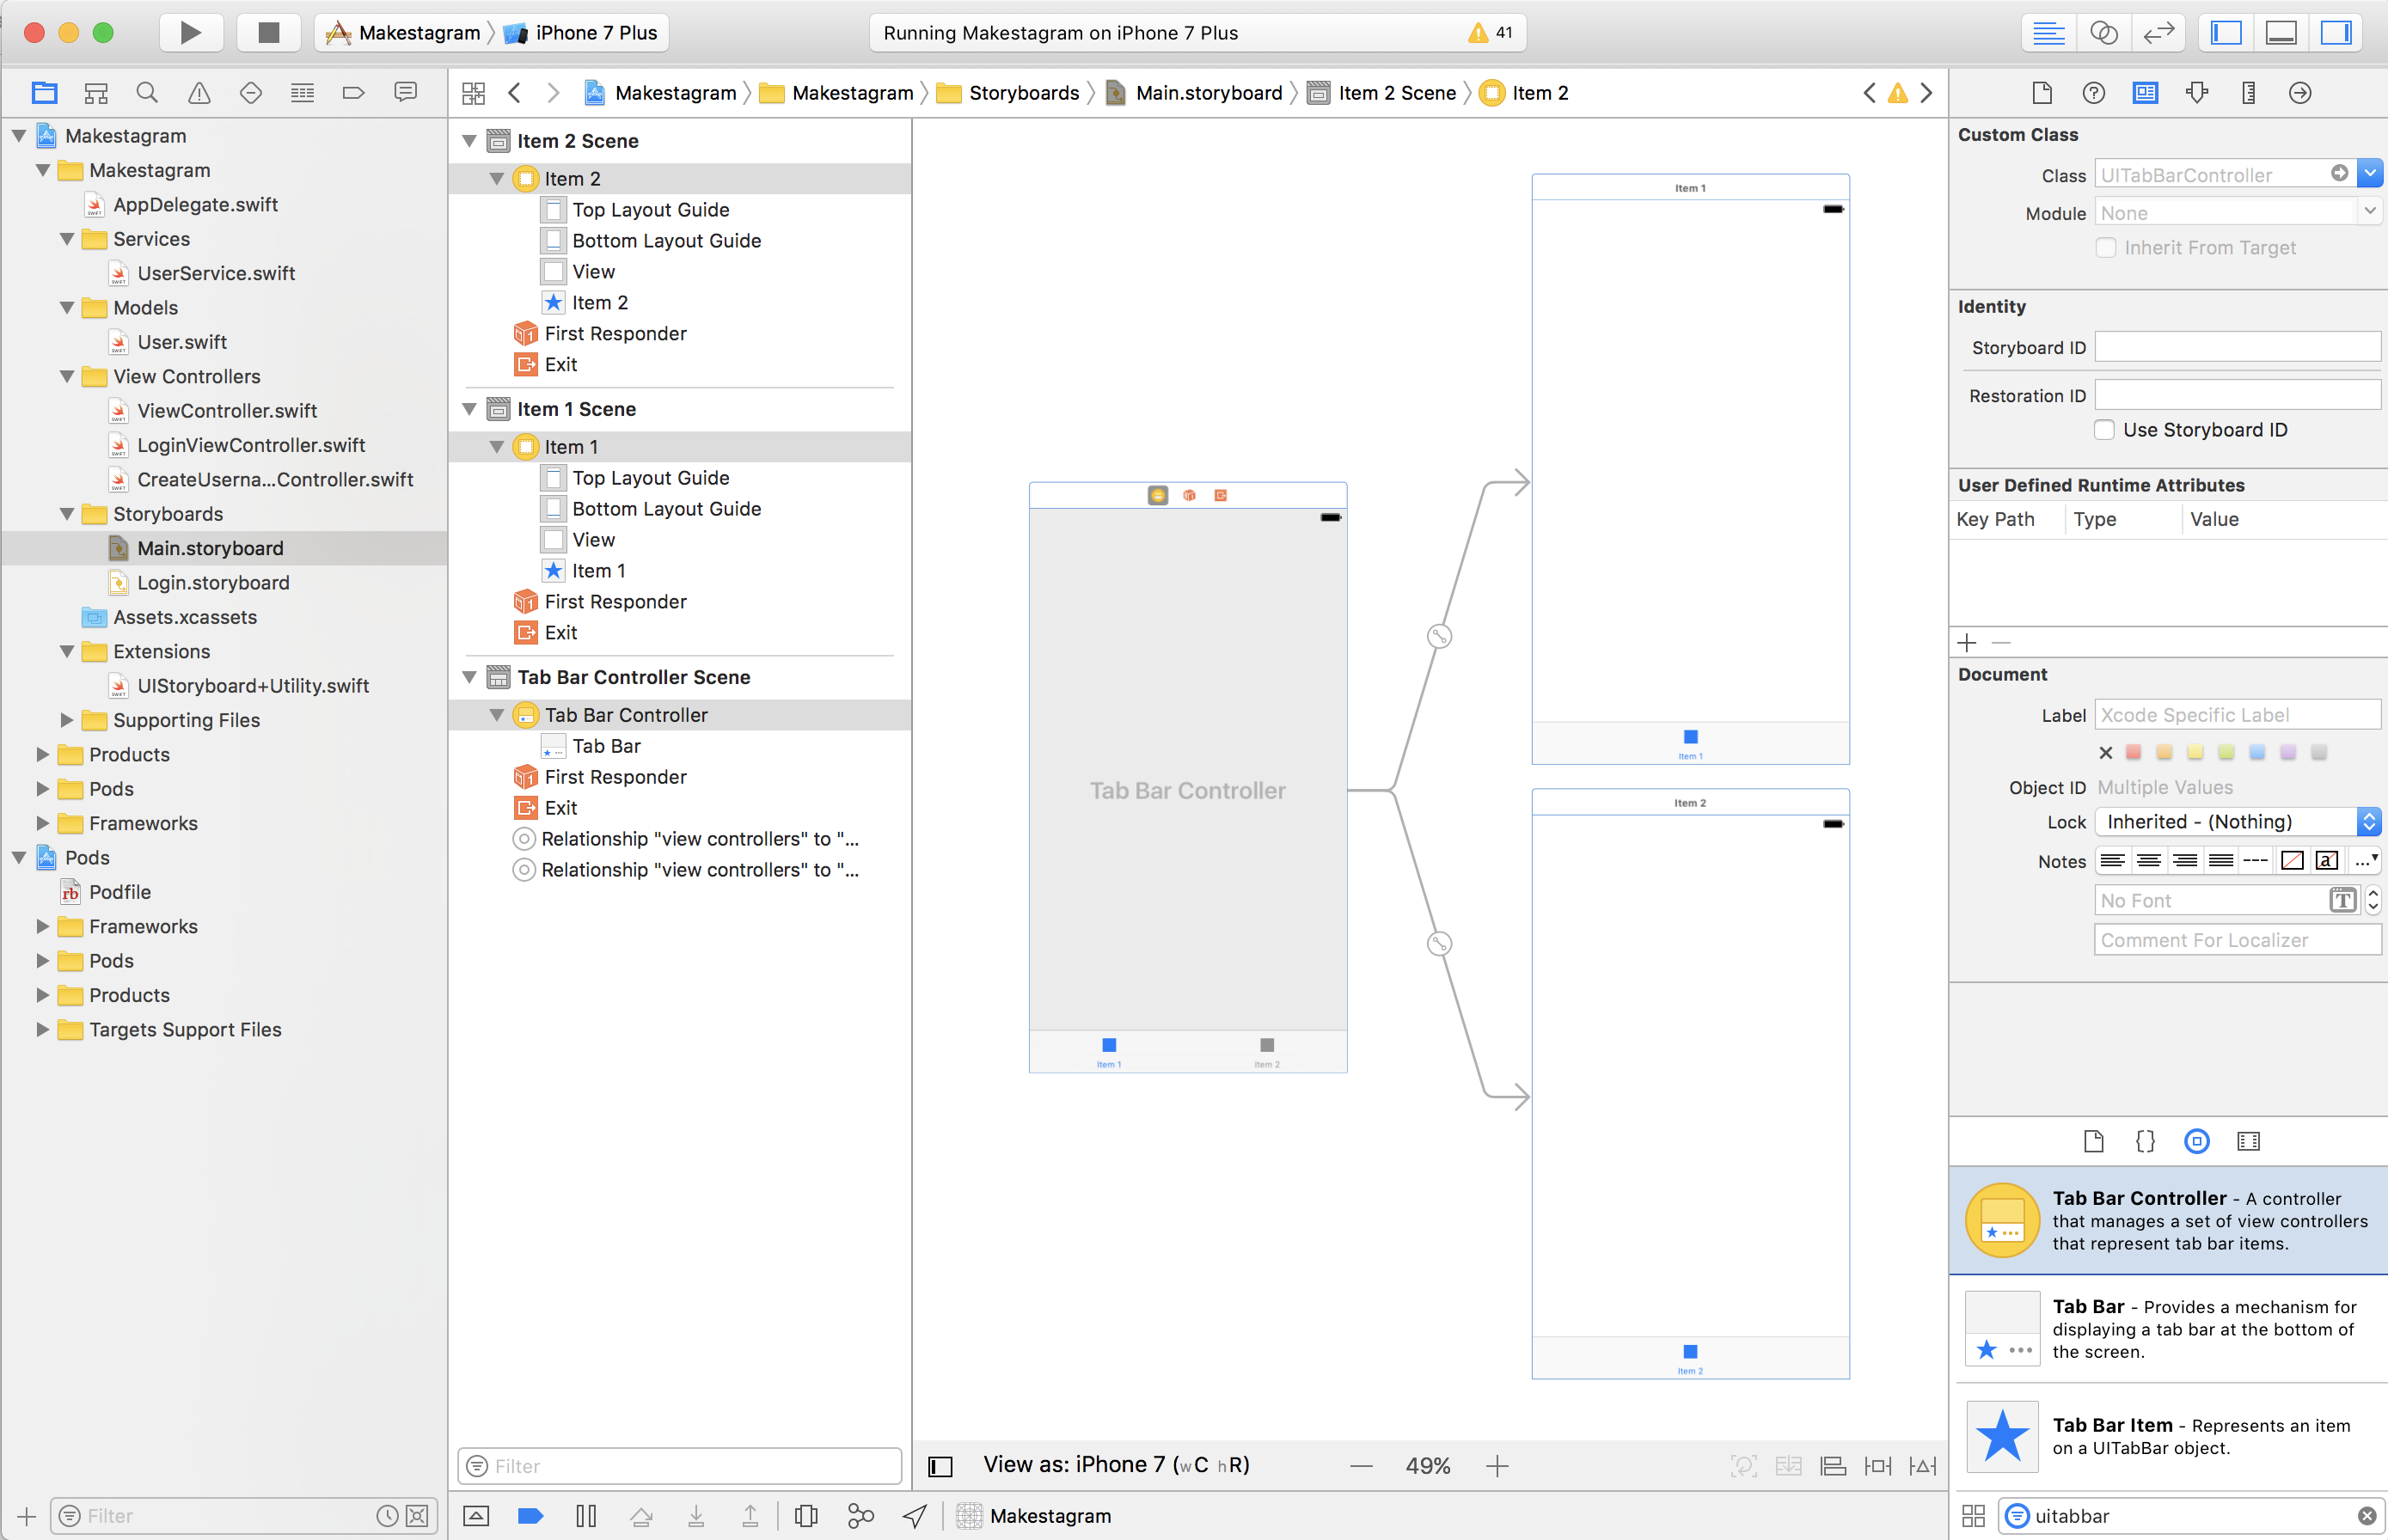 Makestagram
iPhone 7 Plus
Running Makestagram on iPhone 7 Plus
41
Makestagram
Makestagram
AppDelegate.swift
Services
UserService.swift
Models
User.swift
View Controllers
ViewController.swift
LoginViewController.swift
CreateUserna...Controller.swift
Storyboards
Main.storyboard
Login.storyboard
Assets.xcassets
Extensions
UIStoryboard+Utility.swift
Supporting Files
Products
Pods
Frameworks
Pods
rb
Podfile
Frameworks
Pods
Products
Targets Support Files
Filter
Makestagram
Makestagram
Storyboards
Main.storyboard
Item 2 Scene
Item 2
Item 2 Scene
Item 2
Top Layout Guide
Bottom Layout Guide
View
Item 2
First Responder
Exit
Item 1 Scene
Item 1
Top Layout Guide
Bottom Layout Guide
View
Item 1
First Responder
Exit
Tab Bar Controller Scene
Tab Bar Controller
Tab Bar
First Responder
Exit
Relationship "view controllers" to "...
Relationship "view controllers" to "...
Filter
Tab Bar Controller
Item 1
Item 2
Item 1
Item 1
Item 2
Item 2
View as: iPhone 7 (wC hR)
49%
Makestagram
Custom Class
Class
UITabBarController
Module
None
Inherit From Target
Identity
Storyboard ID
Restoration ID
Use Storyboard ID
User Defined Runtime Attributes
Key Path
Type
Value
Document
Label
Xcode Specific Label
Object ID
Multiple Values
Lock
Inherited - (Nothing)
Notes
No Font
Comment For Localizer
Tab Bar Controller - A controller
that manages a set of view controllers
that represent tab bar items.
Tab Bar - Provides a mechanism for
displaying a tab bar at the bottom of
the screen.
Tab Bar Item - Represents an item
on a UITabBar object.
uitabbar